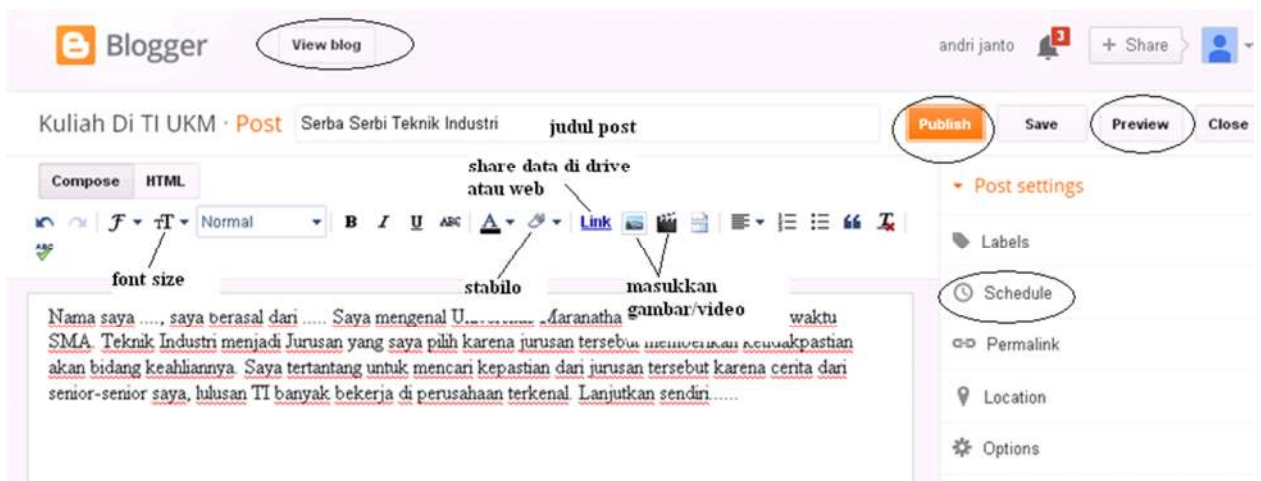 Blogger View blog andri janto 3 + Share
Kuliah Di TI UKM · Post Serba Serbi Teknik Industri judul post Publish Save Preview Close
share data di drive
atau web
Compose HTML Post settings
F TT Normal B I U ABC A Link
ABC
Labels
font size stabilo masukkan
gambar/video
Schedule
Nama saya ...., saya berasal dari ..... Saya mengenal Maranatha waktu
SMA. Teknik Industri menjadi Jurusan yang saya pilih karena jurusan tersebut
Permalink
akan bidang keahliannya. Saya tertantang untuk mencari kepastian dari jurusan tersebut karena cerita dari
senior-senior saya, lulusan TI banyak bekerja di perusahaan terkenal. Lanjutkan sendiri......
Location
Options